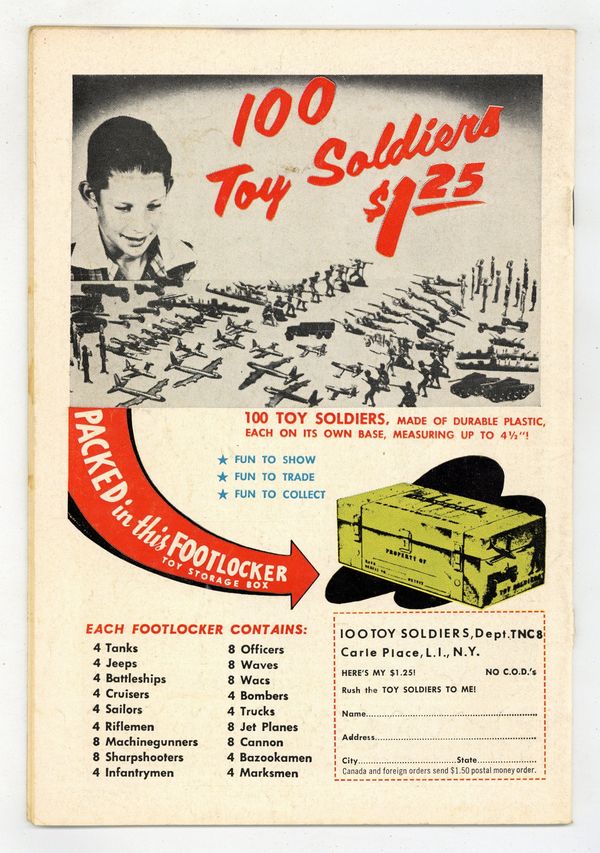 100
Toy Soldiers
$1.25
100 TOY SOLDIERS, MADE OF DURABLE PLASTIC,
EACH ON ITS OWN BASE, MEASURING UP TO 4½"!
★ FUN TO SHOW
★ FUN TO TRADE
★ FUN TO COLLECT
PACKED in this FOOTLOCKER
TOY STORAGE BOX
PROPERTY OF
TOY SOLDIERS
EACH FOOTLOCKER CONTAINS:
4 Tanks
4 Jeeps
4 Battleships
4 Cruisers
4 Sailors
4 Riflemen
8 Machinegunners
8 Sharpshooters
4 Infantrymen
8 Officers
8 Waves
8 Wacs
4 Bombers
4 Trucks
8 Jet Planes
8 Cannon
4 Bazookamen
4 Marksmen
100 TOY SOLDIERS, Dept. TNC8
Carle Place, L.I., N.Y.
HERE'S MY $1.25! NO C.O.D.'s
Rush the TOY SOLDIERS TO ME!
Name
Address
City State
Canada and foreign orders send $1.50 postal money order.